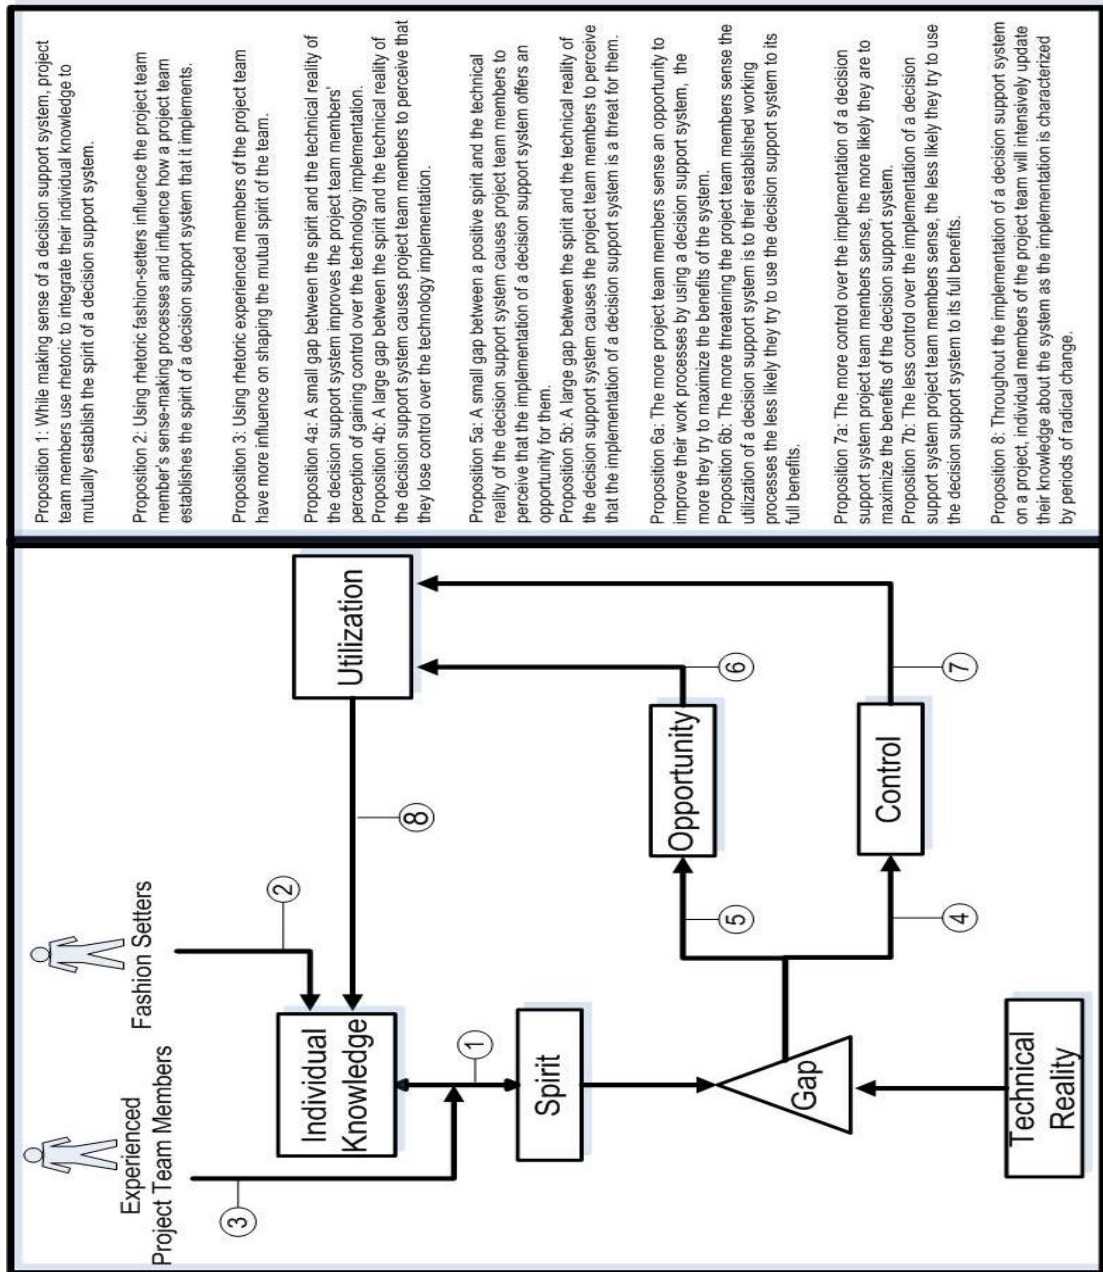 Experienced
Project Team Members
Fashion Setters
3
2
Individual
Knowledge
8
Utilization
1
Spirit
5
Opportunity
6
Gap
4
Control
7
Technical
Reality
Proposition 1: While making sense of a decision support system, project
team members use rhetoric to integrate their individual knowledge to
mutually establish the spirit of a decision support system.
Proposition 2: Using rhetoric fashion-setters influence the project team
member's sense-making processes and influence how a project team
establishes the spirit of a decision support system that it implements.
Proposition 3: Using rhetoric experienced members of the project team
have more influence on shaping the mutual spirit of the team.
Proposition 4a: A small gap between the spirit and the technical reality of
the decision support system improves the project team members'
perception of gaining control over the technology implementation.
Proposition 4b: A large gap between the spirit and the technical reality of
the decision support system causes project team members to perceive that
they lose control over the technology implementation.
Proposition 5a: A small gap between a positive spirit and the technical
reality of the decision support system causes project team members to
perceive that the implementation of a decision support system offers an
opportunity for them.
Proposition 5b: A large gap between the spirit and the technical reality of
the decision support system causes the project team members to perceive
that the implementation of a decision support system is a threat for them.
Proposition 6a: The more project team members sense an opportunity to
improve their work processes by using a decision support system, the
more they try to maximize the benefits of the system.
Proposition 6b: The more threatening the project team members sense the
utilization of a decision support system is to their established working
processes the less likely they try to use the decision support system to its
full benefits.
Proposition 7a: The more control over the implementation of a decision
support system project team members sense, the more likely they are to
maximize the benefits of the decision support system.
Proposition 7b: The less control over the implementation of a decision
support system project team members sense, the less likely they try to use
the decision support system to its full benefits.
Proposition 8: Throughout the implementation of a decision support system
on a project, individual members of the project team will intensively update
their knowledge about the system as the implementation is characterized
by periods of radical change.